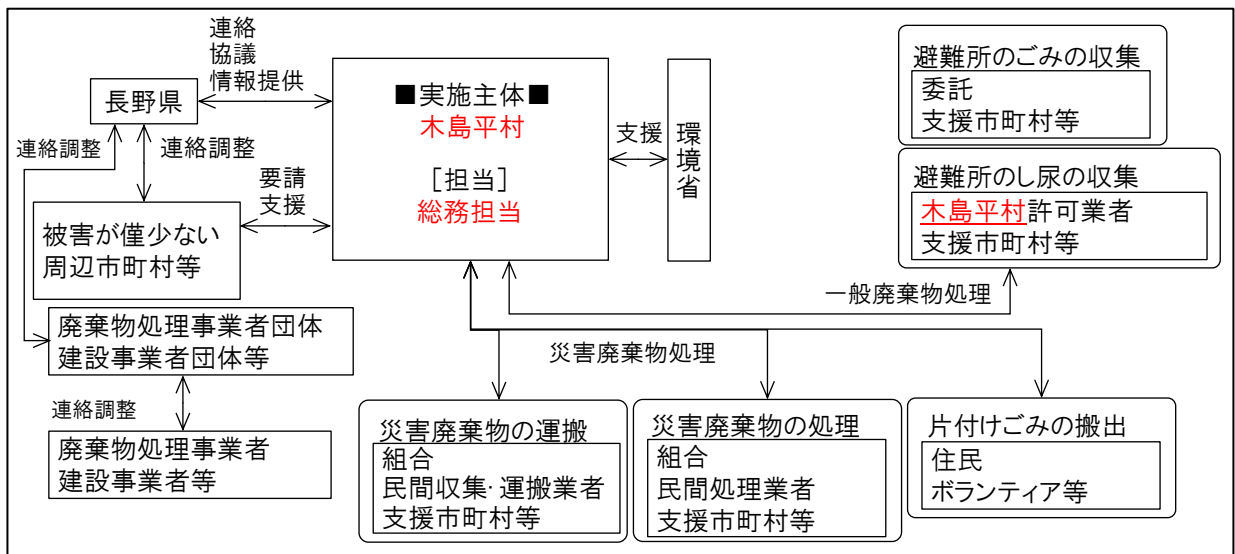 連絡
協議
情報提供
長野県
連絡調整
連絡調整
要請
支援
被害が僅少ない
周辺市町村等
廃棄物処理事業者団体
建設事業者団体等
連絡調整
廃棄物処理事業者
建設事業者等
■実施主体■
木島平村
［担当］
総務担当
支援
環境省
避難所のごみの収集
委託
支援市町村等
避難所のし尿の収集
木島平村許可業者
支援市町村等
一般廃棄物処理
災害廃棄物処理
災害廃棄物の運搬
組合
民間収集・運搬業者
支援市町村等
災害廃棄物の処理
組合
民間処理業者
支援市町村等
片付けごみの搬出
住民
ボランティア等